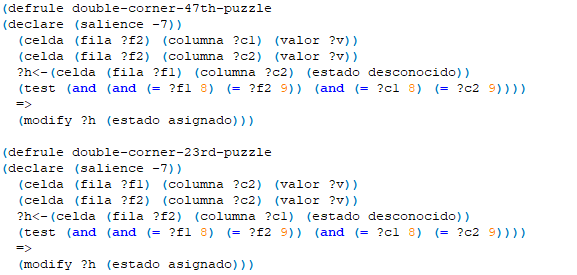 (defrule double-corner-47th-puzzle
(declare (salience -7))
(celda (fila ?f2) (columna ?c1) (valor ?v))
(celda (fila ?f2) (columna ?c2) (valor ?v))
?h<-(celda (fila ?f1) (columna ?c2) (estado desconocido))
(test (and (and (= ?f1 8) (= ?f2 9)) (and (= ?c1 8) (= ?c2 9))))
=>
(modify ?h (estado asignado)))
(defrule double-corner-23rd-puzzle
(declare (salience -7))
(celda (fila ?f1) (columna ?c2) (valor ?v))
(celda (fila ?f2) (columna ?c2) (valor ?v))
?h<-(celda (fila ?f2) (columna ?c1) (estado desconocido))
(test (and (and (= ?f1 8) (= ?f2 9)) (and (= ?c1 8) (= ?c2 9))))
=>
(modify ?h (estado asignado)))